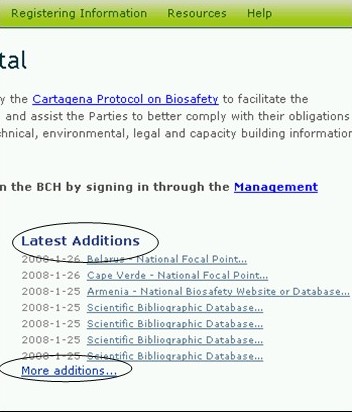 Registering Information Resources Help
tal
y the Cartagena Protocol on Biosafety to facilitate the
and assist the Parties to better comply with their obligations
chnical, environmental, legal and capacity building information
n the BCH by signing in through the Management
Latest Additions
2008-1-26 Belarus - National Focal Point...
2008-1-26 Cape Verde - National Focal Point...
2008-1-25 Armenia - National Biosafety Website or Database...
2008-1-25 Scientific Bibliographic Database...
2008-1-25 Scientific Bibliographic Database...
2008-1-25 Scientific Bibliographic Database...
2008-1-25 Scientific Bibliographic Database...
More additions...